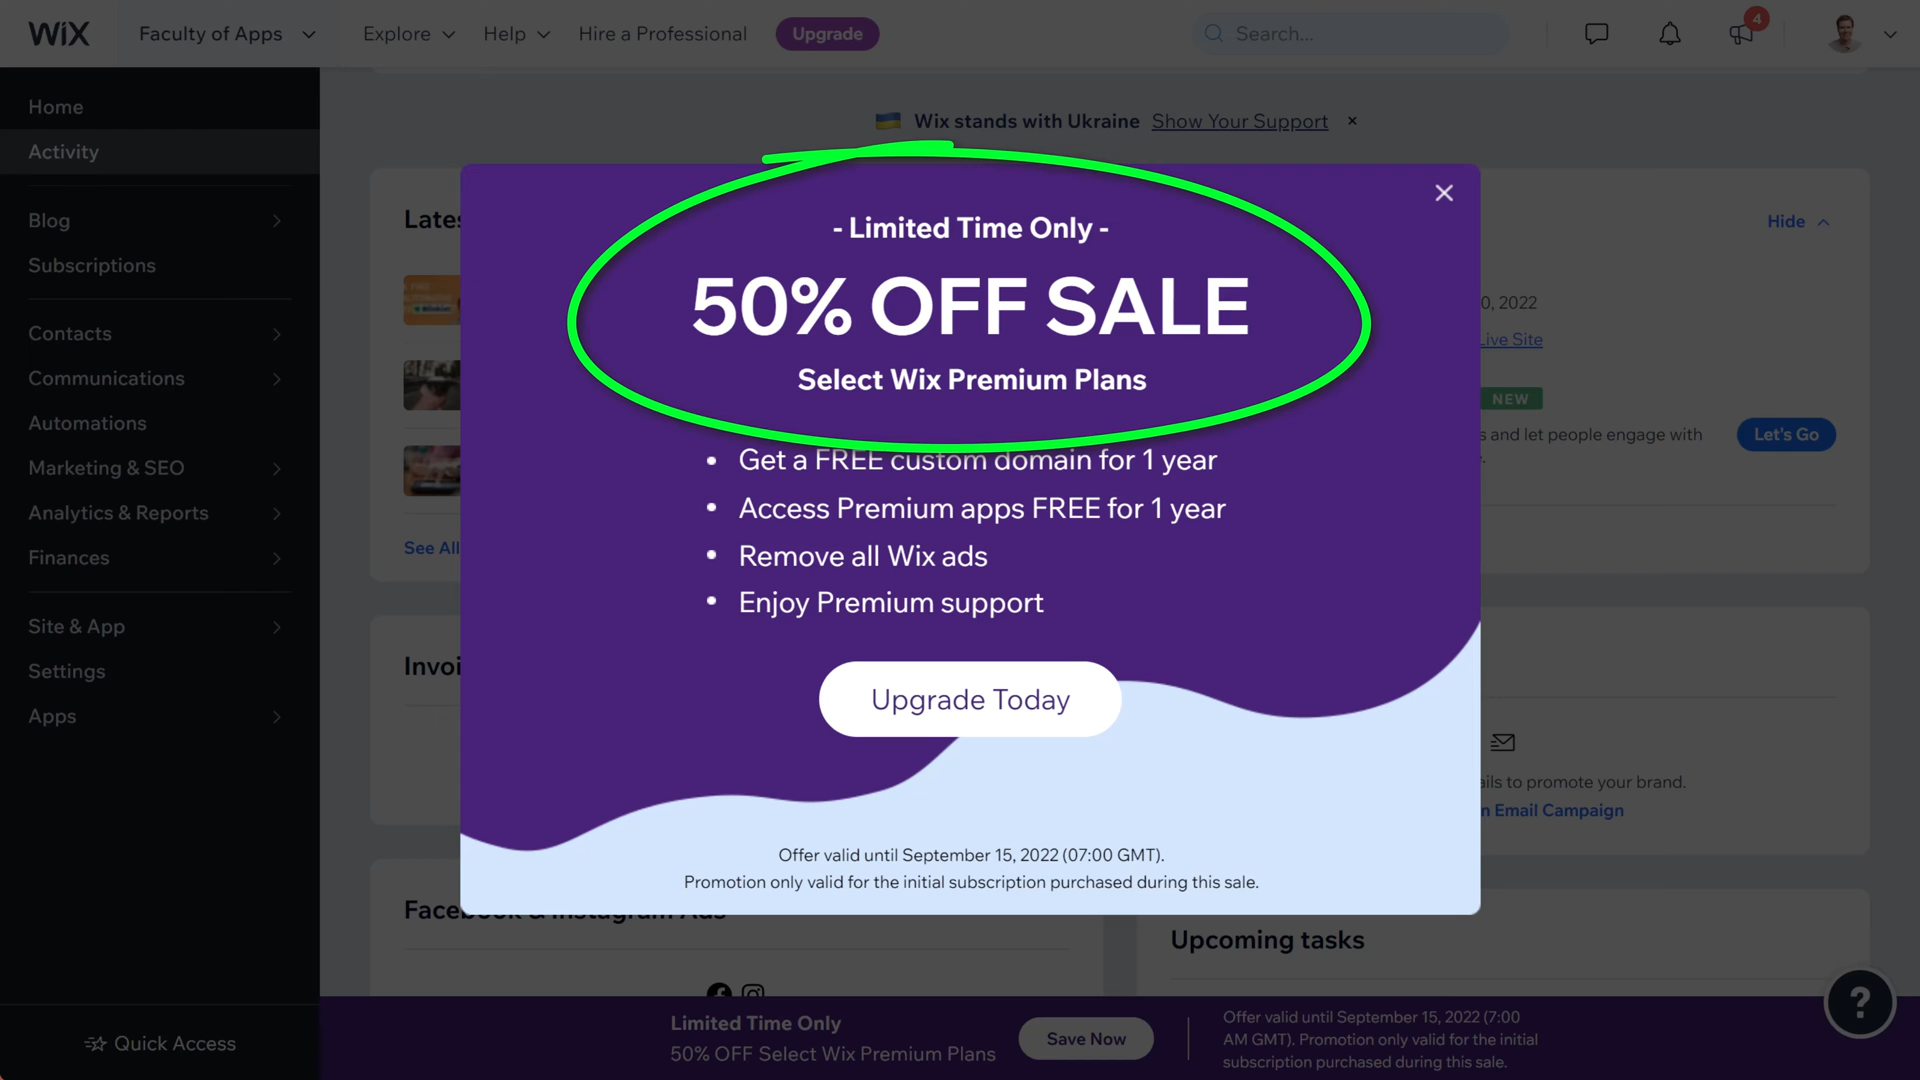 WiX
Faculty of Apps
Explore
Help
Hire a Professional
Upgrade
Search...
4
Home
Activity
Blog
Subscriptions
Contacts
Communications
Automations
Marketing & SEO
Analytics & Reports
Finances
Site & App
Settings
Apps
Quick Access
Wix stands with Ukraine Show Your Support ×
Hide
See All
0, 2022
Live Site
NEW
s and let people engage with
Let's Go
- Limited Time Only -
50% OFF SALE
Select Wix Premium Plans
• Get a FREE custom domain for 1 year
• Access Premium apps FREE for 1 year
• Remove all Wix ads
• Enjoy Premium support
Upgrade Today
Offer valid until September 15, 2022 (07:00 GMT).
Promotion only valid for the initial subscription purchased during this sale.
ils to promote your brand.
Email Campaign
Facebook & Instagram Ads
Upcoming tasks
Limited Time Only
50% OFF Select Wix Premium Plans
Save Now
Offer valid until September 15, 2022 (7:00
AM GMT). Promotion only valid for the initial
subscription purchased during this sale.
?